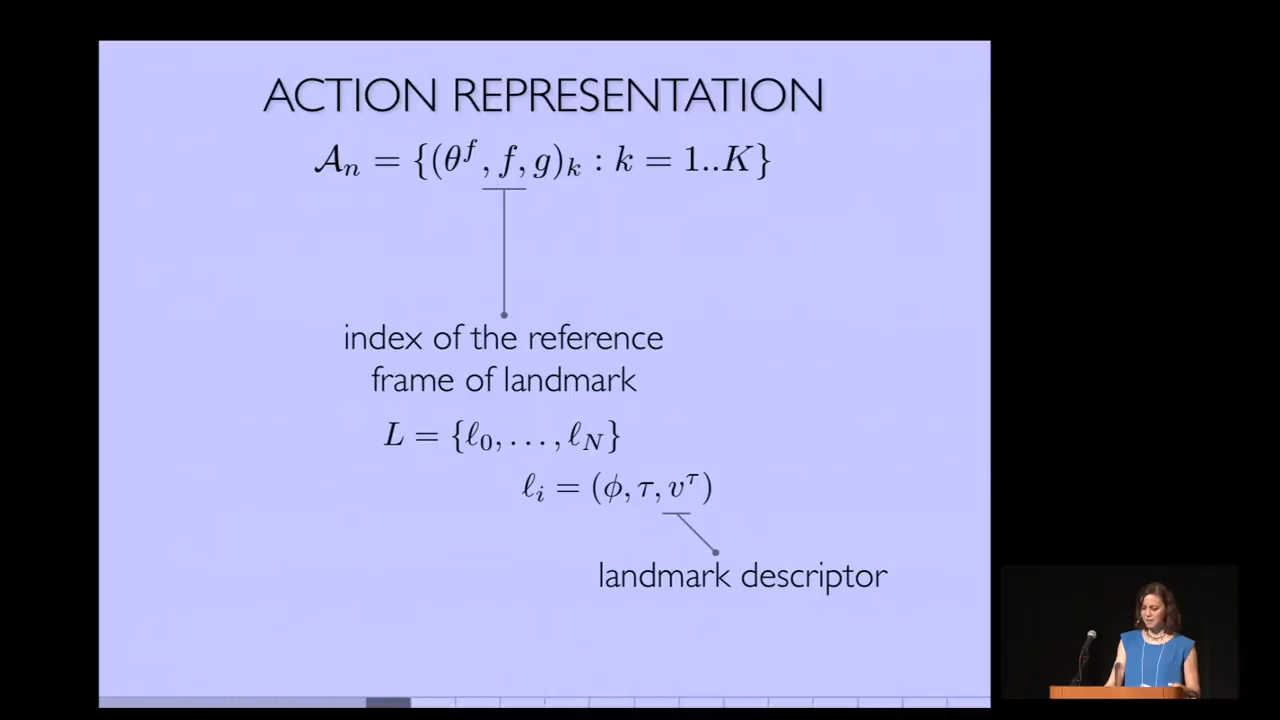 ACTION REPRESENTATION
𝒜ₙ = {(θᶠ, f, g)ₖ : k = 1..K}
index of the reference
frame of landmark
L = {ℓ₀, . . . , ℓ_N}
ℓᵢ = (ϕ, τ, v^τ)
landmark descriptor